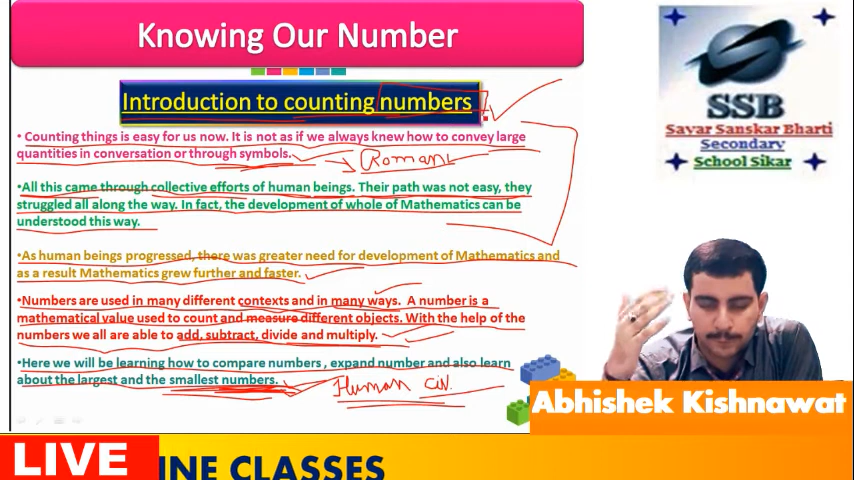 Knowing Our Number
Introduction to counting numbers
SSB
Savar Sanskar Bharti
Secondary
School Sikar
•Counting things is easy for us now. It is not as if we always knew how to convey large
quantities in conversation or through symbols.
Roman
•All this came through collective efforts of human beings. Their path was not easy, they
struggled all along the way. In fact, the development of whole of Mathematics can be
understood this way.
•As human beings progressed, there was greater need for development of Mathematics and
as a result Mathematics grew further and faster.
•Numbers are used in many different contexts and in many ways. A number is a
mathematical value used to count and measure different objects. With the help of the
numbers we all are able to add, subtract, divide and multiply.
•Here we will be learning how to compare numbers , expand number and also learn
about the largest and the smallest numbers.
Human civ.
Abhishek Kishnawat
LIVE
INE CLASSES